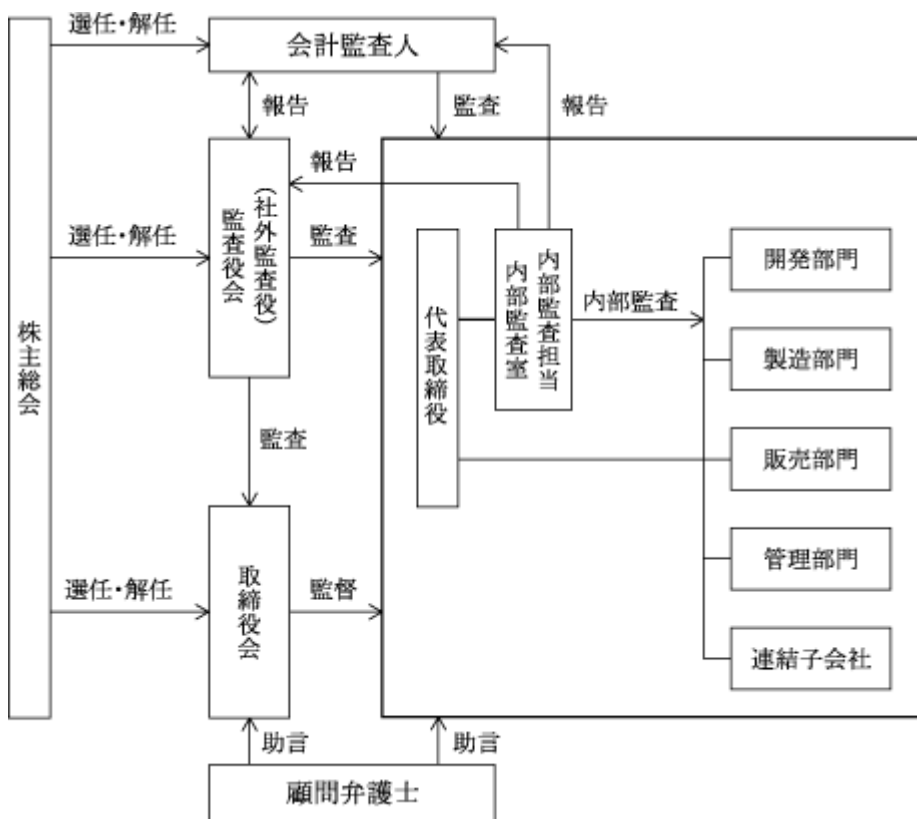 選任・解任
会計監査人
報告
監査
報告
報告
株主総会
選任・解任
監査役会
(社外監査役)
監査
代表取締役
内部監査室
内部監査担当
内部監査
開発部門
製造部門
販売部門
管理部門
連結子会社
監査
選任・解任
取締役会
監督
助言
助言
顧問弁護士